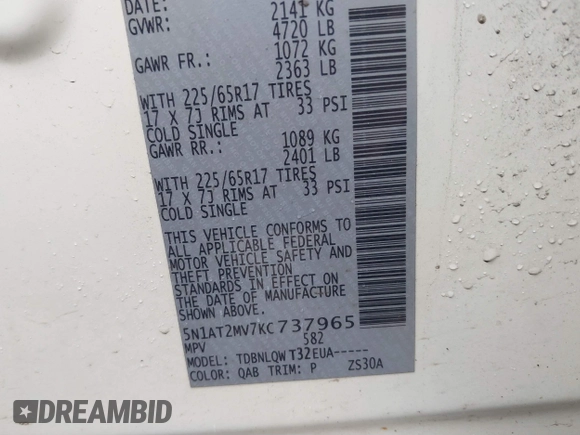 DATE: 2141 KG
GVWR: 4720 LB
GAWR FR.: 1072 KG
2363 LB
WITH 225/65R17 TIRES
17 X 7J RIMS AT 33 PSI
COLD SINGLE
GAWR RR.: 1089 KG
2401 LB
WITH 225/65R17 TIRES
17 X 7J RIMS AT 33 PSI
COLD SINGLE
THIS VEHICLE CONFORMS TO
ALL APPLICABLE FEDERAL
MOTOR VEHICLE SAFETY AND
THEFT PREVENTION
STANDARDS IN EFFECT ON
THE DATE OF MANUFACTURE
SHOWN ABOVE.
5N1AT2MV7KC737965
MPV 582
MODEL: TDBNLQWT32EUA-----
COLOR: QAB TRIM: P ZS30A
DREAMBID